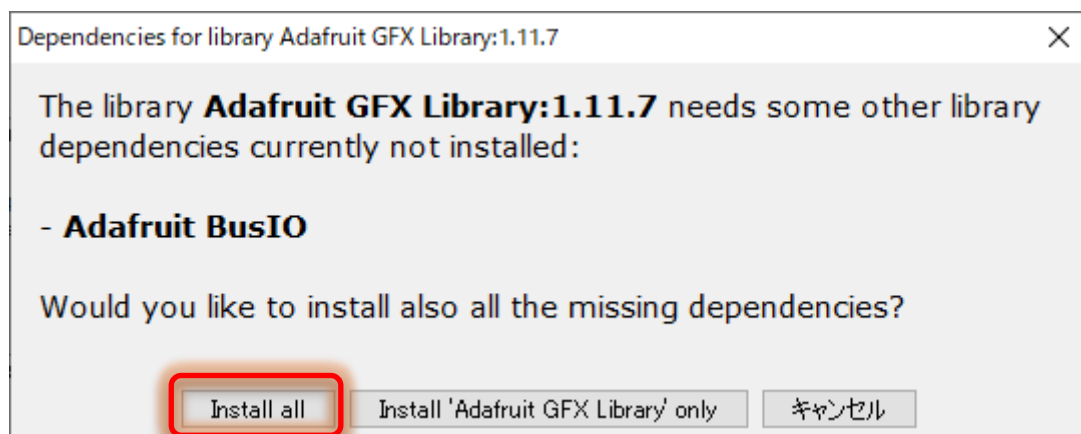 Dependencies for library Adafruit GFX Library:1.11.7
The library Adafruit GFX Library:1.11.7 needs some other library
dependencies currently not installed:
- Adafruit BusIO
Would you like to install also all the missing dependencies?
Install all
Install 'Adafruit GFX Library' only
キャンセル